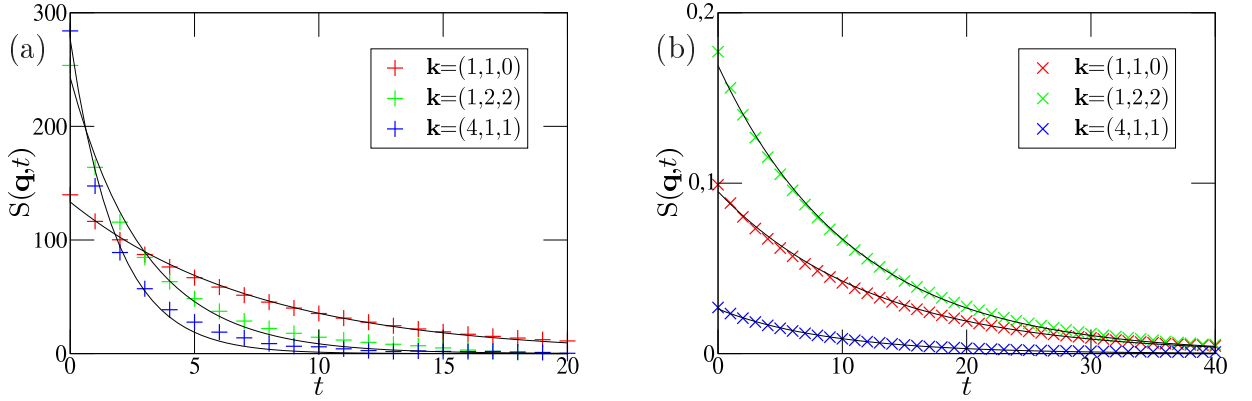 (a)
S(q,t)
300
200
100
0
k=(1,1,0)
k=(1,2,2)
k=(4,1,1)
0 5 10 15 20
t
(b)
S(q,t)
0,2
0,1
0
k=(1,1,0)
k=(1,2,2)
k=(4,1,1)
0 10 20 30 40
t